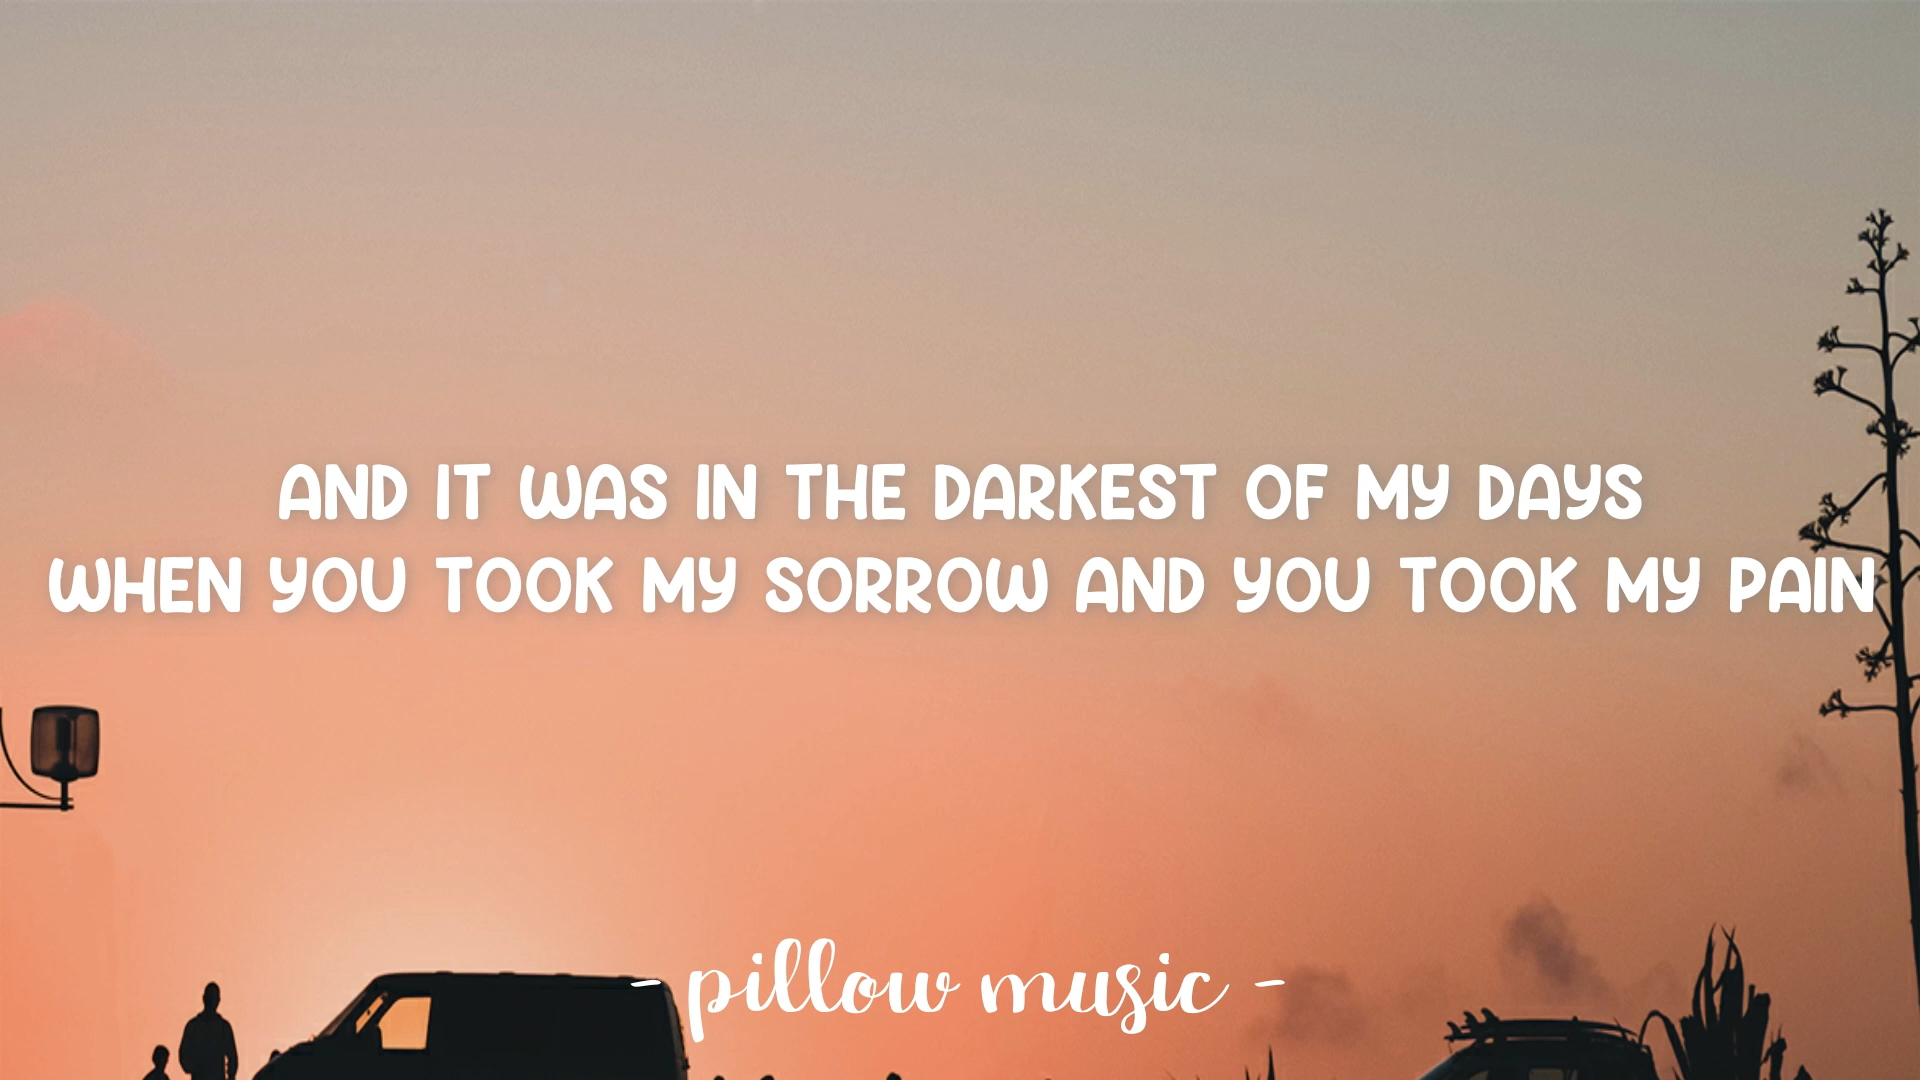 AND IT WAS IN THE DARKEST OF MY DAYS
WHEN YOU TOOK MY SORROW AND YOU TOOK MY PAIN
- pillow music -